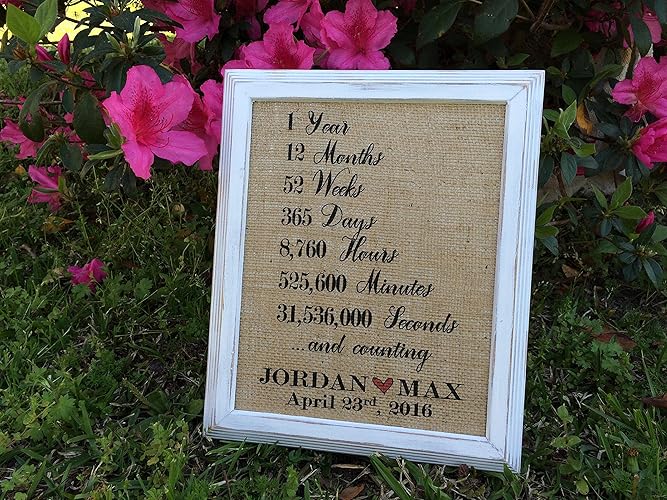 1 Year
12 Months
52 Weeks
365 Days
8,760 Hours
525,600 Minutes
31,536,000 Seconds
...and counting
JORDAN ❤ MAX
April 23rd, 2016